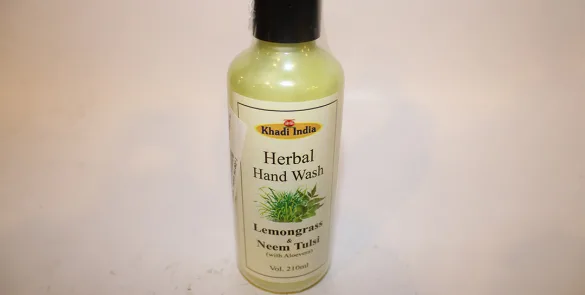 Khadi India
Herbal
Hand Wash
Lemongrass
&
Neem Tulsi
(with Aloevera)
Vol. 210ml